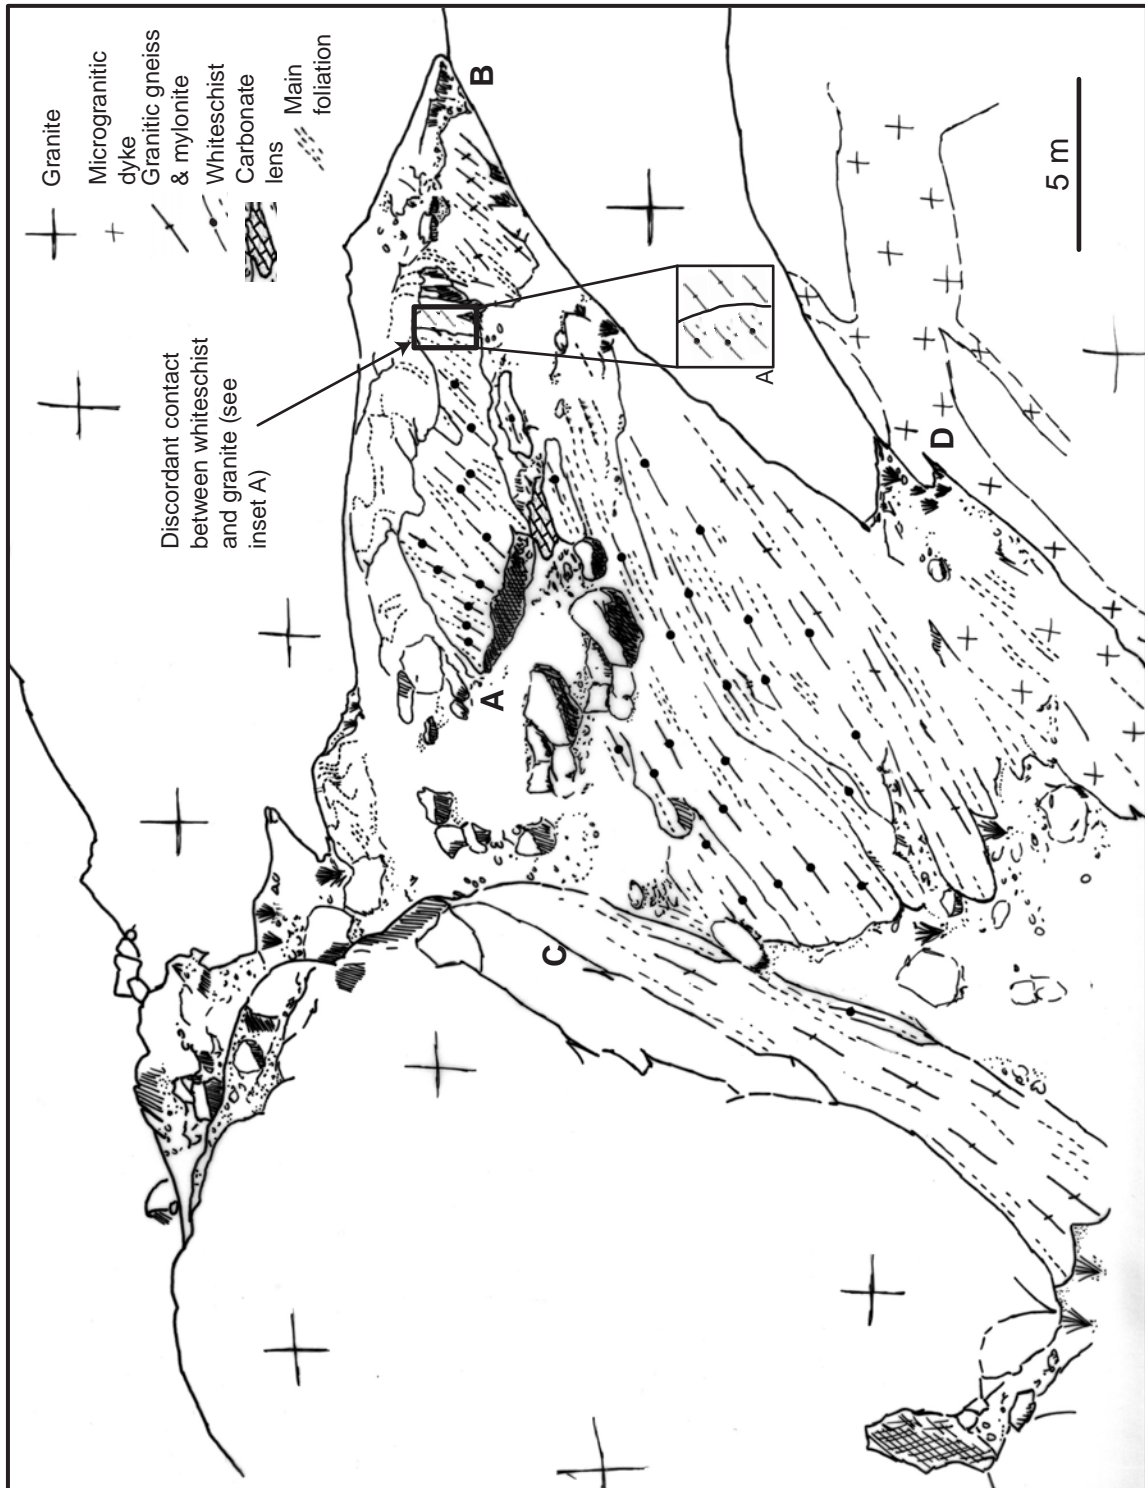 Granite
Microgranitic
dyke
Granitic gneiss
& mylonite
Whiteschist
Carbonate
lens
Main
foliation
Discordant contact
between whiteschist
and granite (see
inset A)
B
A
A
C
D
5 m